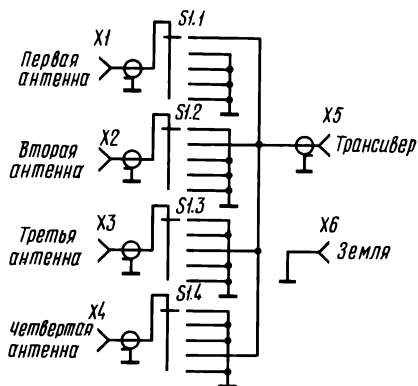 X1
S1.1
Первая
антенна
X2
S1.2
Вторая
антенна
X5
Трансивер
X3
S1.3
Третья
антенна
X6
Земля
X4
S1.4
четвертая
антенна